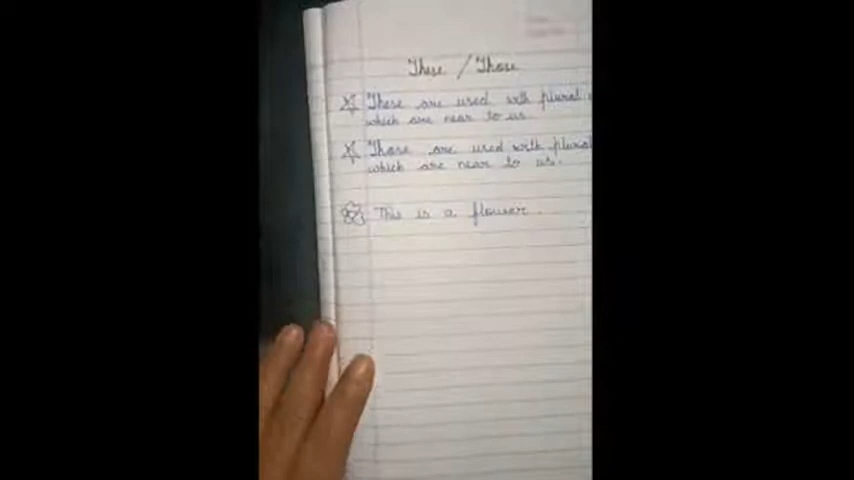 These / Those
These are used with plural
which are near to us
Those are used with plural
which are near to us.
This is a flower.